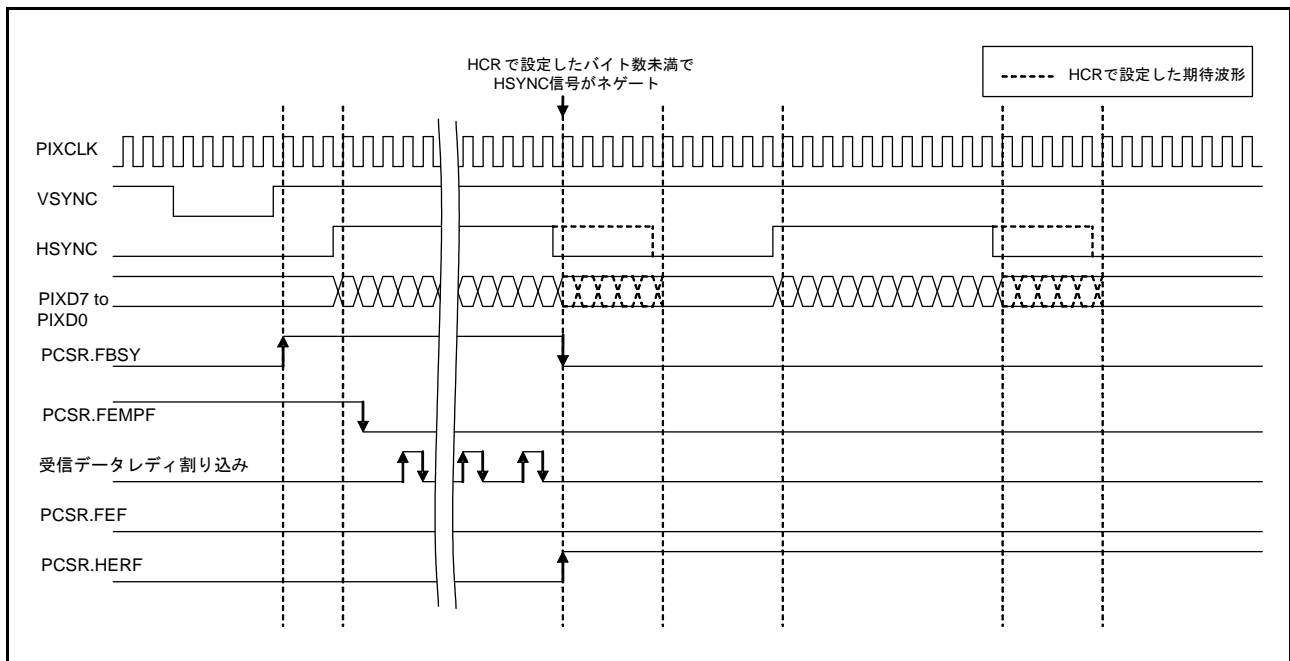 HCR で設定したバイト数未満で
HSYNC信号がネゲート
HCRで設定した期待波形
PIXCLK
VSYNC
HSYNC
PIXD7 to
PIXD0
PCSR.FBSY
PCSR.FEMPF
受信データレディ割り込み
PCSR.FEF
PCSR.HERF